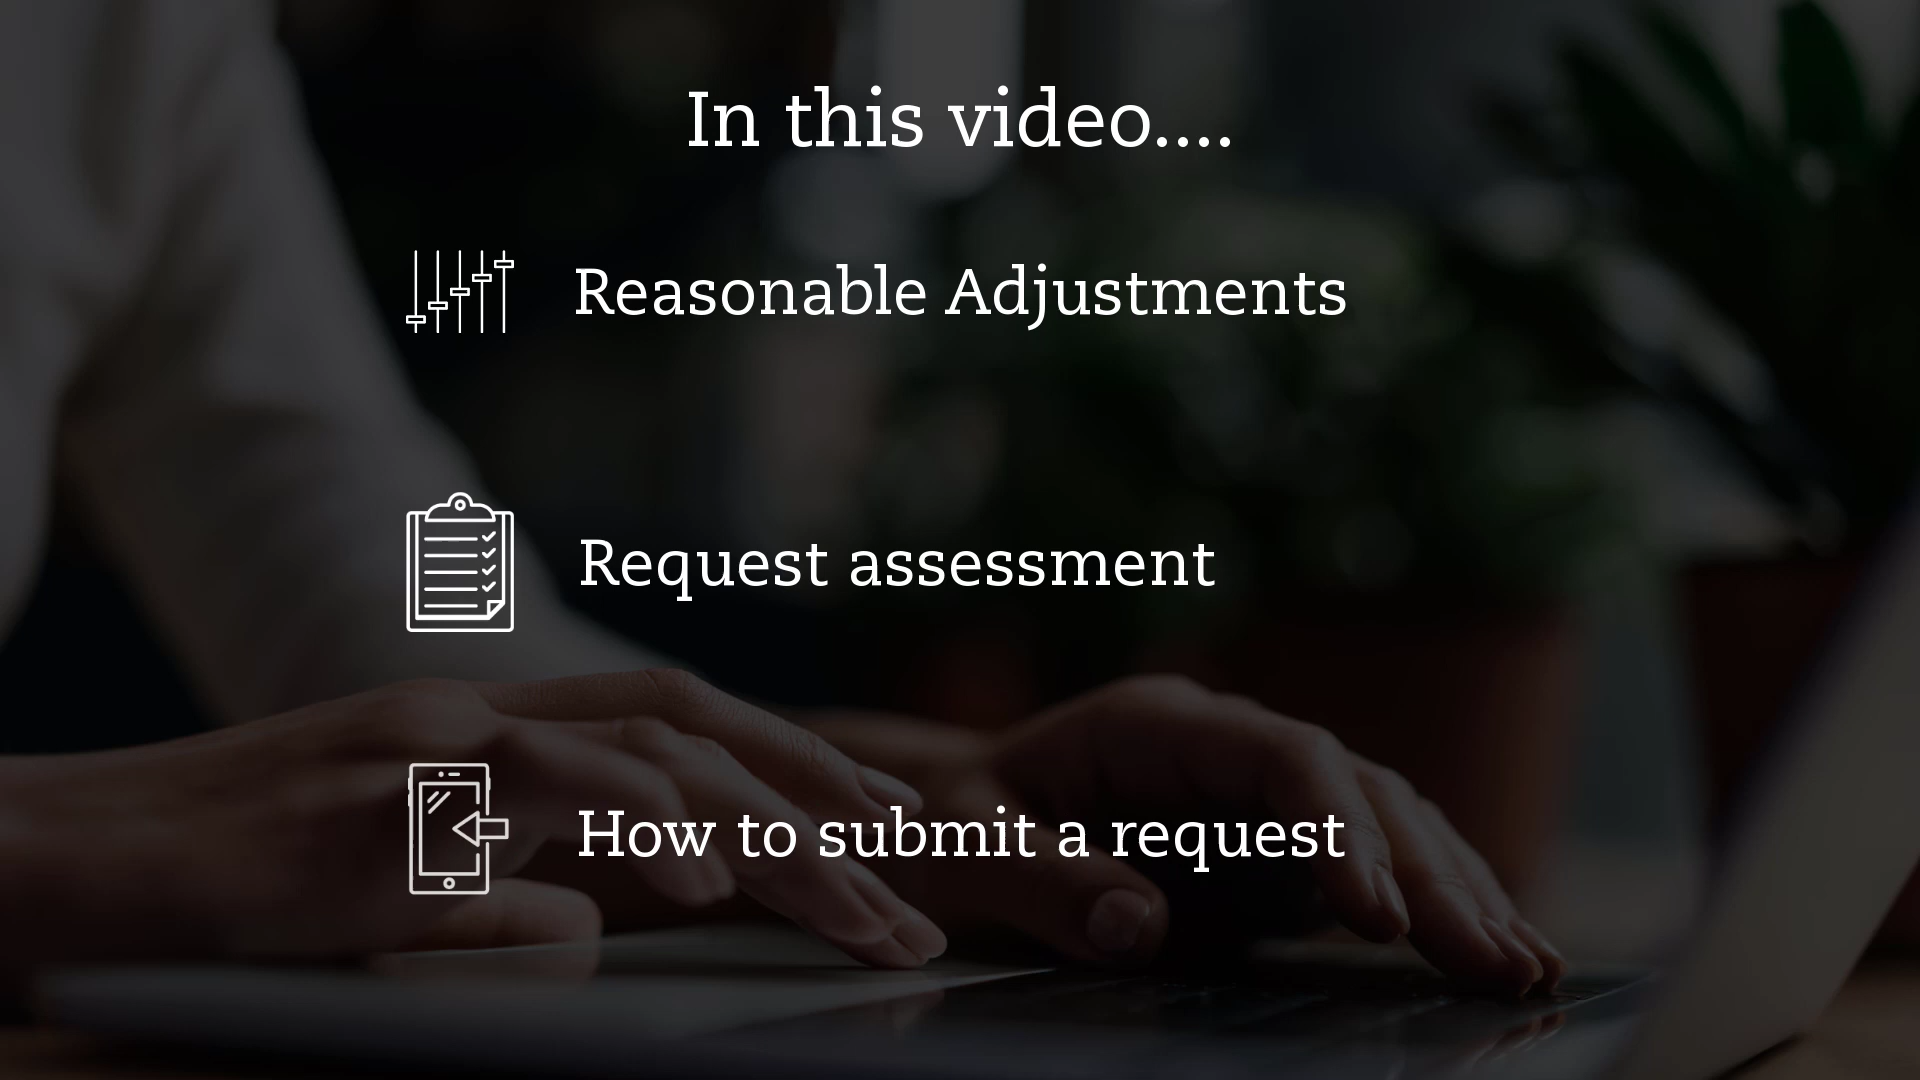 In this video....
Reasonable Adjustments
Request assessment
How to submit a request